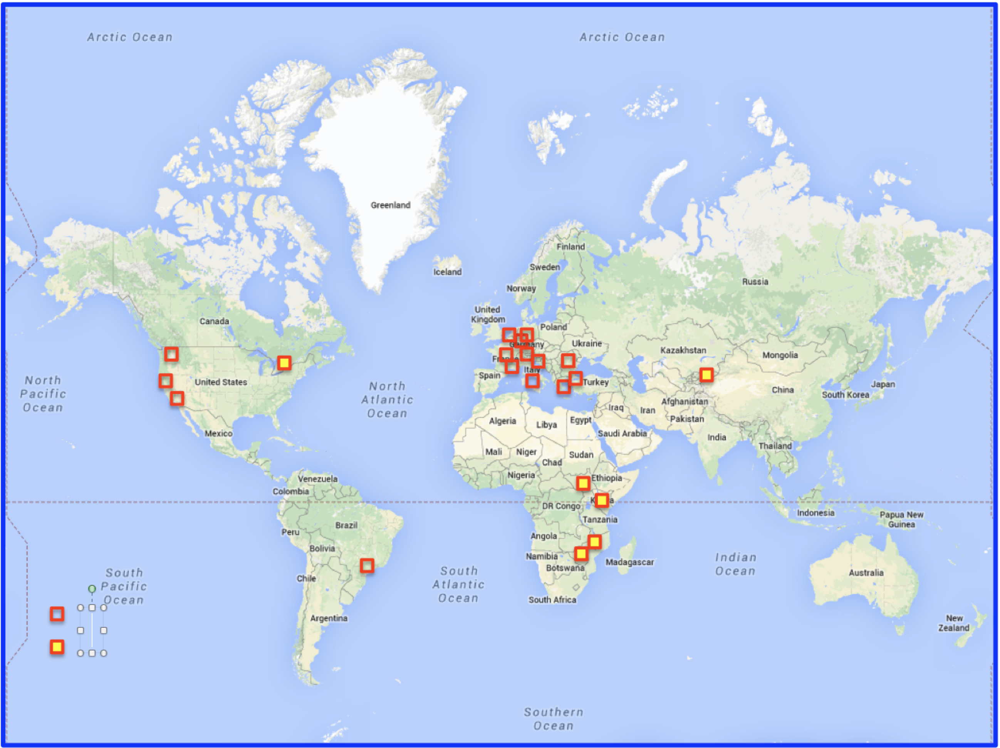 Arctic Ocean
Arctic Ocean
Greenland
Finland
Iceland
Sweden
Russia
Norway
United
Kingdom
Canada
Poland
Ukraine
Germany
Kazakhstan
Mongolia
France
Italy
Spain
Turkey
United States
North
Pacific
Ocean
North
Atlantic
Ocean
Japan
China
South Korea
Afghanistan
Iraq
Iran
Pakistan
Algeria
Libya
Egypt
Saudi Arabia
Mexico
India
Thailand
Mali
Niger
Sudan
Chad
Nigeria
Ethiopia
Venezuela
Colombia
DR Congo
Indonesia
Papua New
Guinea
Tanzania
Brazil
Peru
Angola
Bolivia
Namibia
Madagascar
Botswana
Indian
Ocean
South
Pacific
Ocean
South
Atlantic
Ocean
Australia
Chile
South Africa
Argentina
New
Zealand
Southern
Ocean